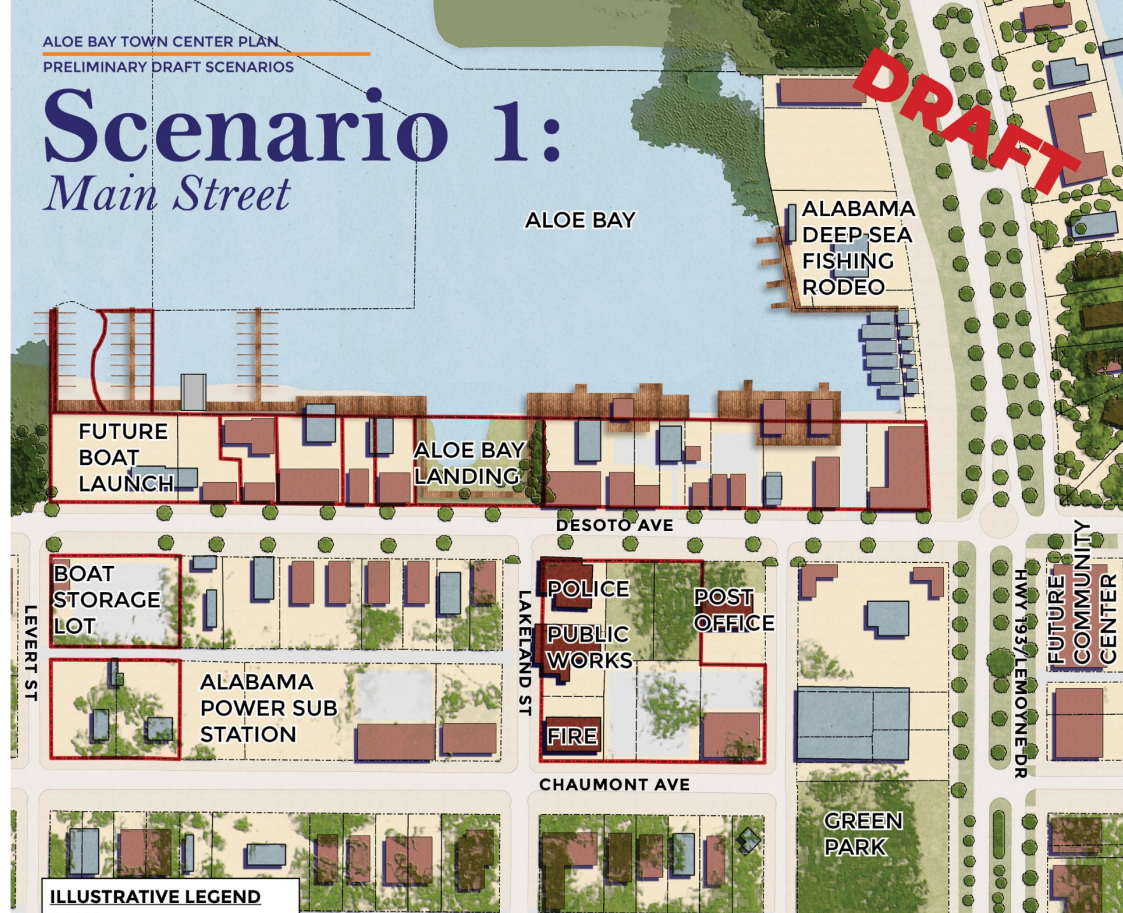 ALOE BAY TOWN CENTER PLAN
PRELIMINARY DRAFT SCENARIOS
Scenario 1:
Main Street
DRAFT
ALOE BAY
ALABAMA
DEEP SEA
FISHING
RODEO
FUTURE
BOAT
LAUNCH
ALOE BAY
LANDING
DESOTO AVE
BOAT
STORAGE
LOT
POLICE
PUBLIC
WORKS
POST
OFFICE
FUTURE
COMMUNITY
CENTER
LEVERT ST
LAKELAND ST
HWY 193/LEMOYNE DR
ALABAMA
POWER SUB
STATION
FIRE
CHAUMONT AVE
GREEN
PARK
ILLUSTRATIVE LEGEND